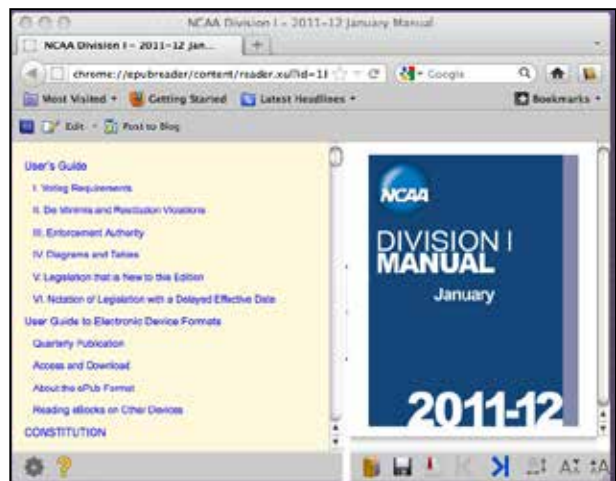 NCAA Division I - 2011-12 January Manual
NCAA Division I - 2011-12 Jan...
chrome://epubreader/content/reader.xul?id=11
Google
Most Visited
Getting Started
Latest Headlines
Bookmarks
Edit
Post to Blog
User's Guide
I. Voting Requirements
II. De Minimis and Restitution Violations
III. Enforcement Authority
IV. Diagrams and Tables
V. Legislation that is New to this Edition
VI. Notation of Legislation with a Delayed Effective Date
User Guide to Electronic Device Formats
Quarterly Publication
Access and Download
About the ePub Format
Reading eBooks on Other Devices
CONSTITUTION
NCAA
DIVISION I
MANUAL
January
2011-12